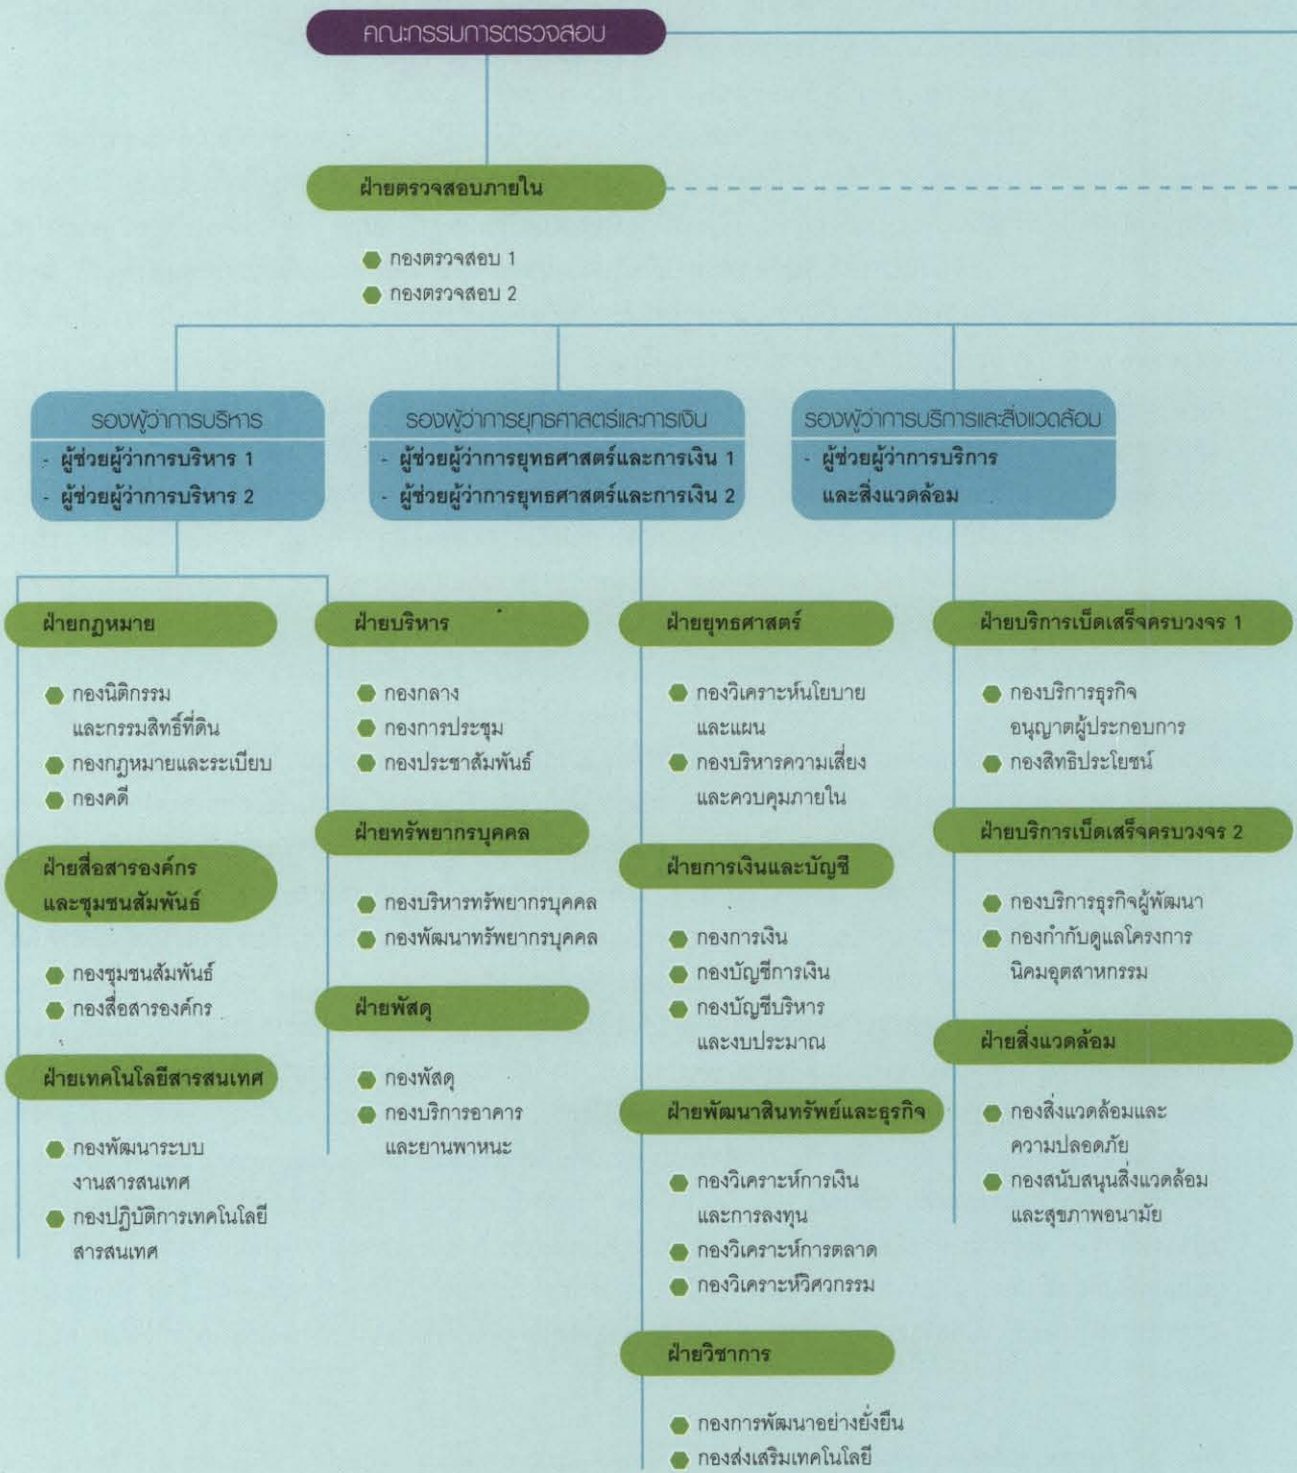 คณะกรรมการตรวจสอบ
ฝ่ายตรวจสอบภายใน
กองตรวจสอบ 1
กองตรวจสอบ 2
รองผู้ว่าการบริหาร
- ผู้ช่วยผู้ว่าการบริหาร 1
- ผู้ช่วยผู้ว่าการบริหาร 2
รองผู้ว่าการยุทธศาสตร์และการเงิน
- ผู้ช่วยผู้ว่าการยุทธศาสตร์และการเงิน 1
- ผู้ช่วยผู้ว่าการยุทธศาสตร์และการเงิน 2
รองผู้ว่าการบริการและสิ่งแวดล้อม
- ผู้ช่วยผู้ว่าการบริการ
และสิ่งแวดล้อม
ฝ่ายกฎหมาย
กองนิติกรรม
และกรรมสิทธิ์ที่ดิน
กองกฎหมายและระเบียบ
กองคดี
ฝ่ายสื่อสารองค์กร
และชุมชนสัมพันธ์
กองชุมชนสัมพันธ์
กองสื่อสารองค์กร
ฝ่ายเทคโนโลยีสารสนเทศ
กองพัฒนาระบบ
งานสารสนเทศ
กองปฏิบัติการเทคโนโลยี
สารสนเทศ
ฝ่ายบริหาร
กองกลาง
กองการประชุม
กองประชาสัมพันธ์
ฝ่ายทรัพยากรบุคคล
กองบริหารทรัพยากรบุคคล
กองพัฒนาทรัพยากรบุคคล
ฝ่ายพัสดุ
กองพัสดุ
กองบริการอาคาร
และยานพาหนะ
ฝ่ายยุทธศาสตร์
กองวิเคราะห์นโยบาย
และแผน
กองบริหารความเสี่ยง
และควบคุมภายใน
ฝ่ายการเงินและบัญชี
กองการเงิน
กองบัญชีการเงิน
กองบัญชีบริหาร
และงบประมาณ
ฝ่ายพัฒนาสินทรัพย์และธุรกิจ
กองวิเคราะห์การเงิน
และการลงทุน
กองวิเคราะห์การตลาด
กองวิเคราะห์วิศวกรรม
ฝ่ายวิชาการ
กองการพัฒนาอย่างยั่งยืน
กองส่งเสริมเทคโนโลยี
ฝ่ายบริการเบ็ดเสร็จครบวงจร 1
กองบริการธุรกิจ
อนุญาตผู้ประกอบการ
กองสิทธิประโยชน์
ฝ่ายบริการเบ็ดเสร็จครบวงจร 2
กองบริการธุรกิจผู้พัฒนา
กองกำกับดูแลโครงการ
นิคมอุตสาหกรรม
ฝ่ายสิ่งแวดล้อม
กองสิ่งแวดล้อมและ
ความปลอดภัย
กองสนับสนุนสิ่งแวดล้อม
และสุขภาพอนามัย